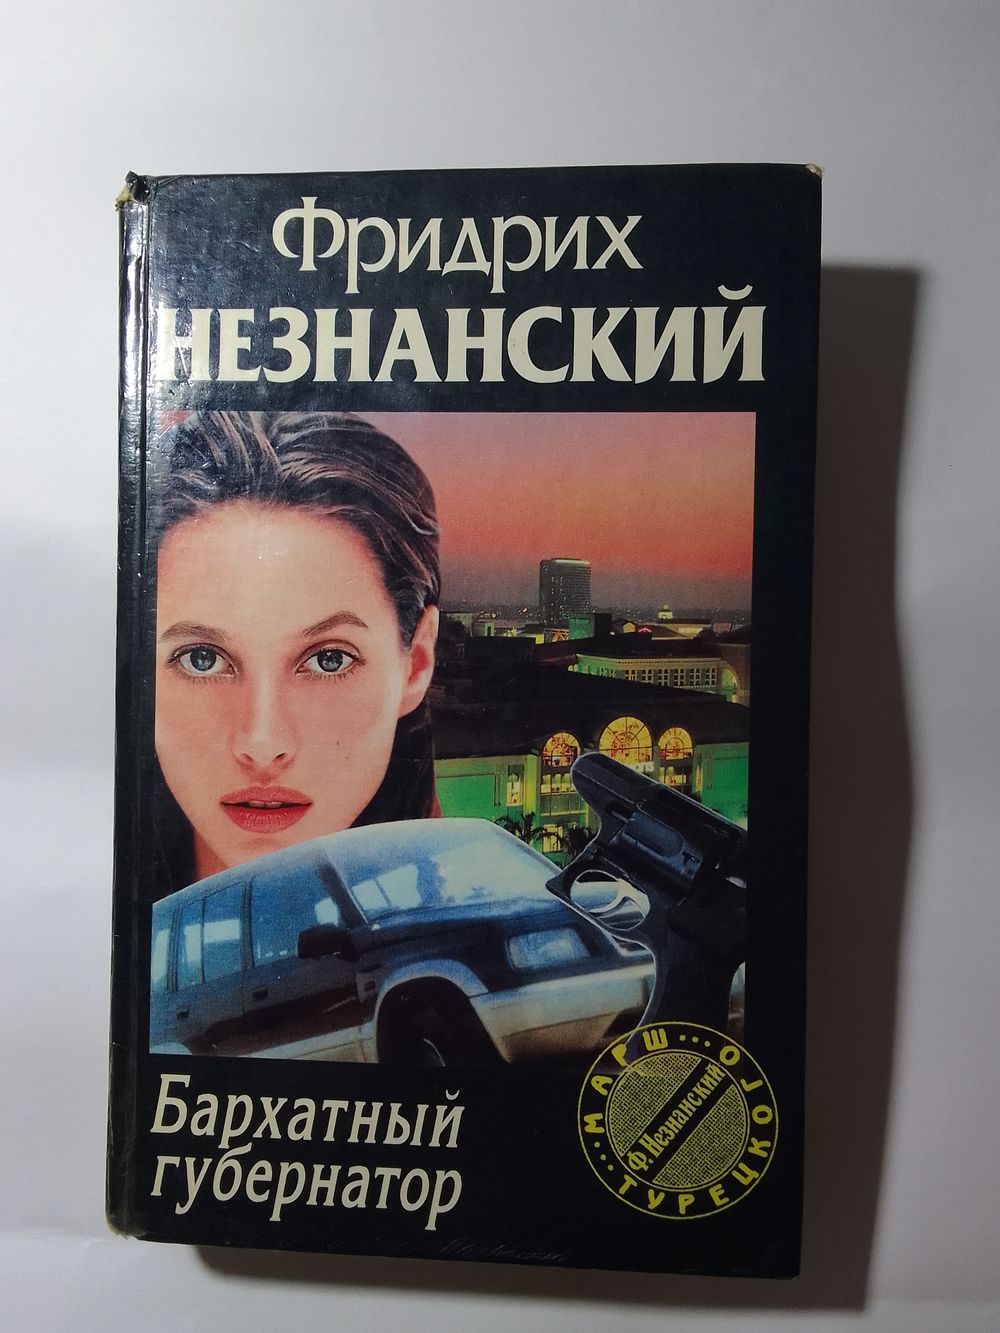 Фридрих
НЕЗНАНСКИЙ
Бархатный
губернатор
...МАРШ...
ТУРЕЦКОГО
Ф. Незнанский